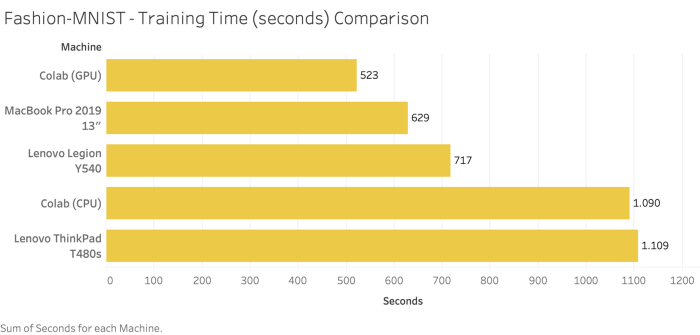 Fashion-MNIST - Training Time (seconds) Comparison
Machine
Colab (GPU)
523
MacBook Pro 2019
13”
629
Lenovo Legion
Y540
717
Colab (CPU)
1.090
Lenovo ThinkPad
T480s
1.109
0 100 200 300 400 500 600 700 800 900 1000 1100 1200
Seconds
Sum of Seconds for each Machine.